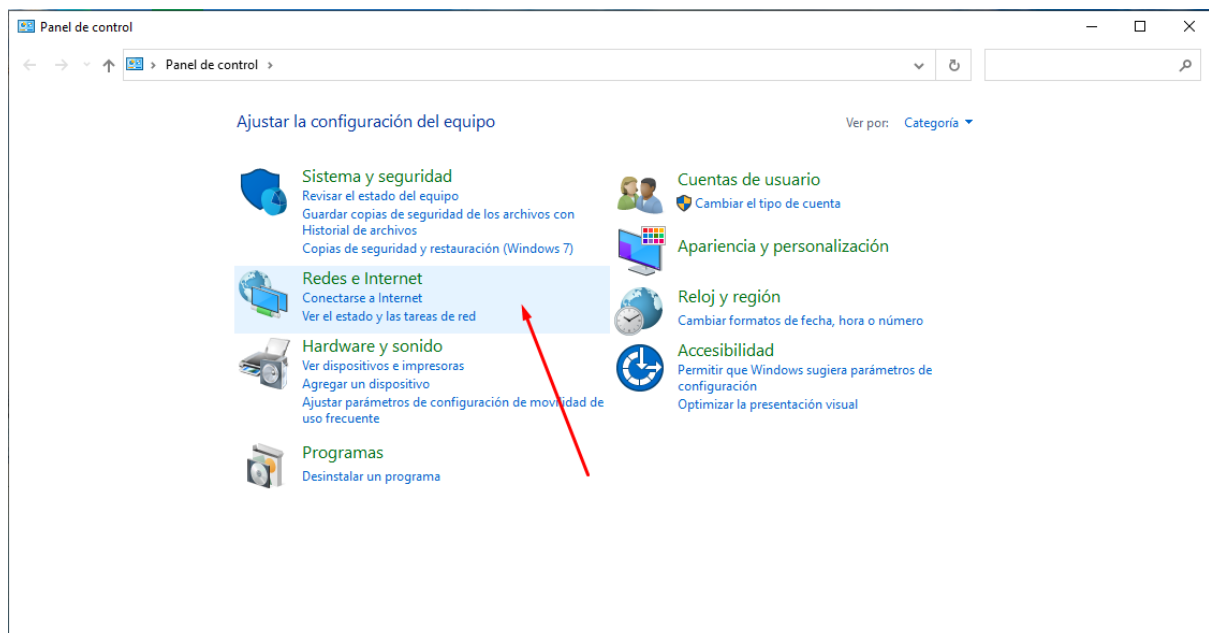 Panel de control
Panel de control
Ajustar la configuración del equipo
Ver por: Categoría
Sistema y seguridad
Revisar el estado del equipo
Guardar copias de seguridad de los archivos con
Historial de archivos
Copias de seguridad y restauración (Windows 7)
Redes e Internet
Conectarse a Internet
Ver el estado y las tareas de red
Hardware y sonido
Ver dispositivos e impresoras
Agregar un dispositivo
Ajustar parámetros de configuración de movilidad de
uso frecuente
Programas
Desinstalar un programa
Cuentas de usuario
Cambiar el tipo de cuenta
Apariencia y personalización
Reloj y región
Cambiar formatos de fecha, hora o número
Accesibilidad
Permitir que Windows sugiera parámetros de
configuración
Optimizar la presentación visual